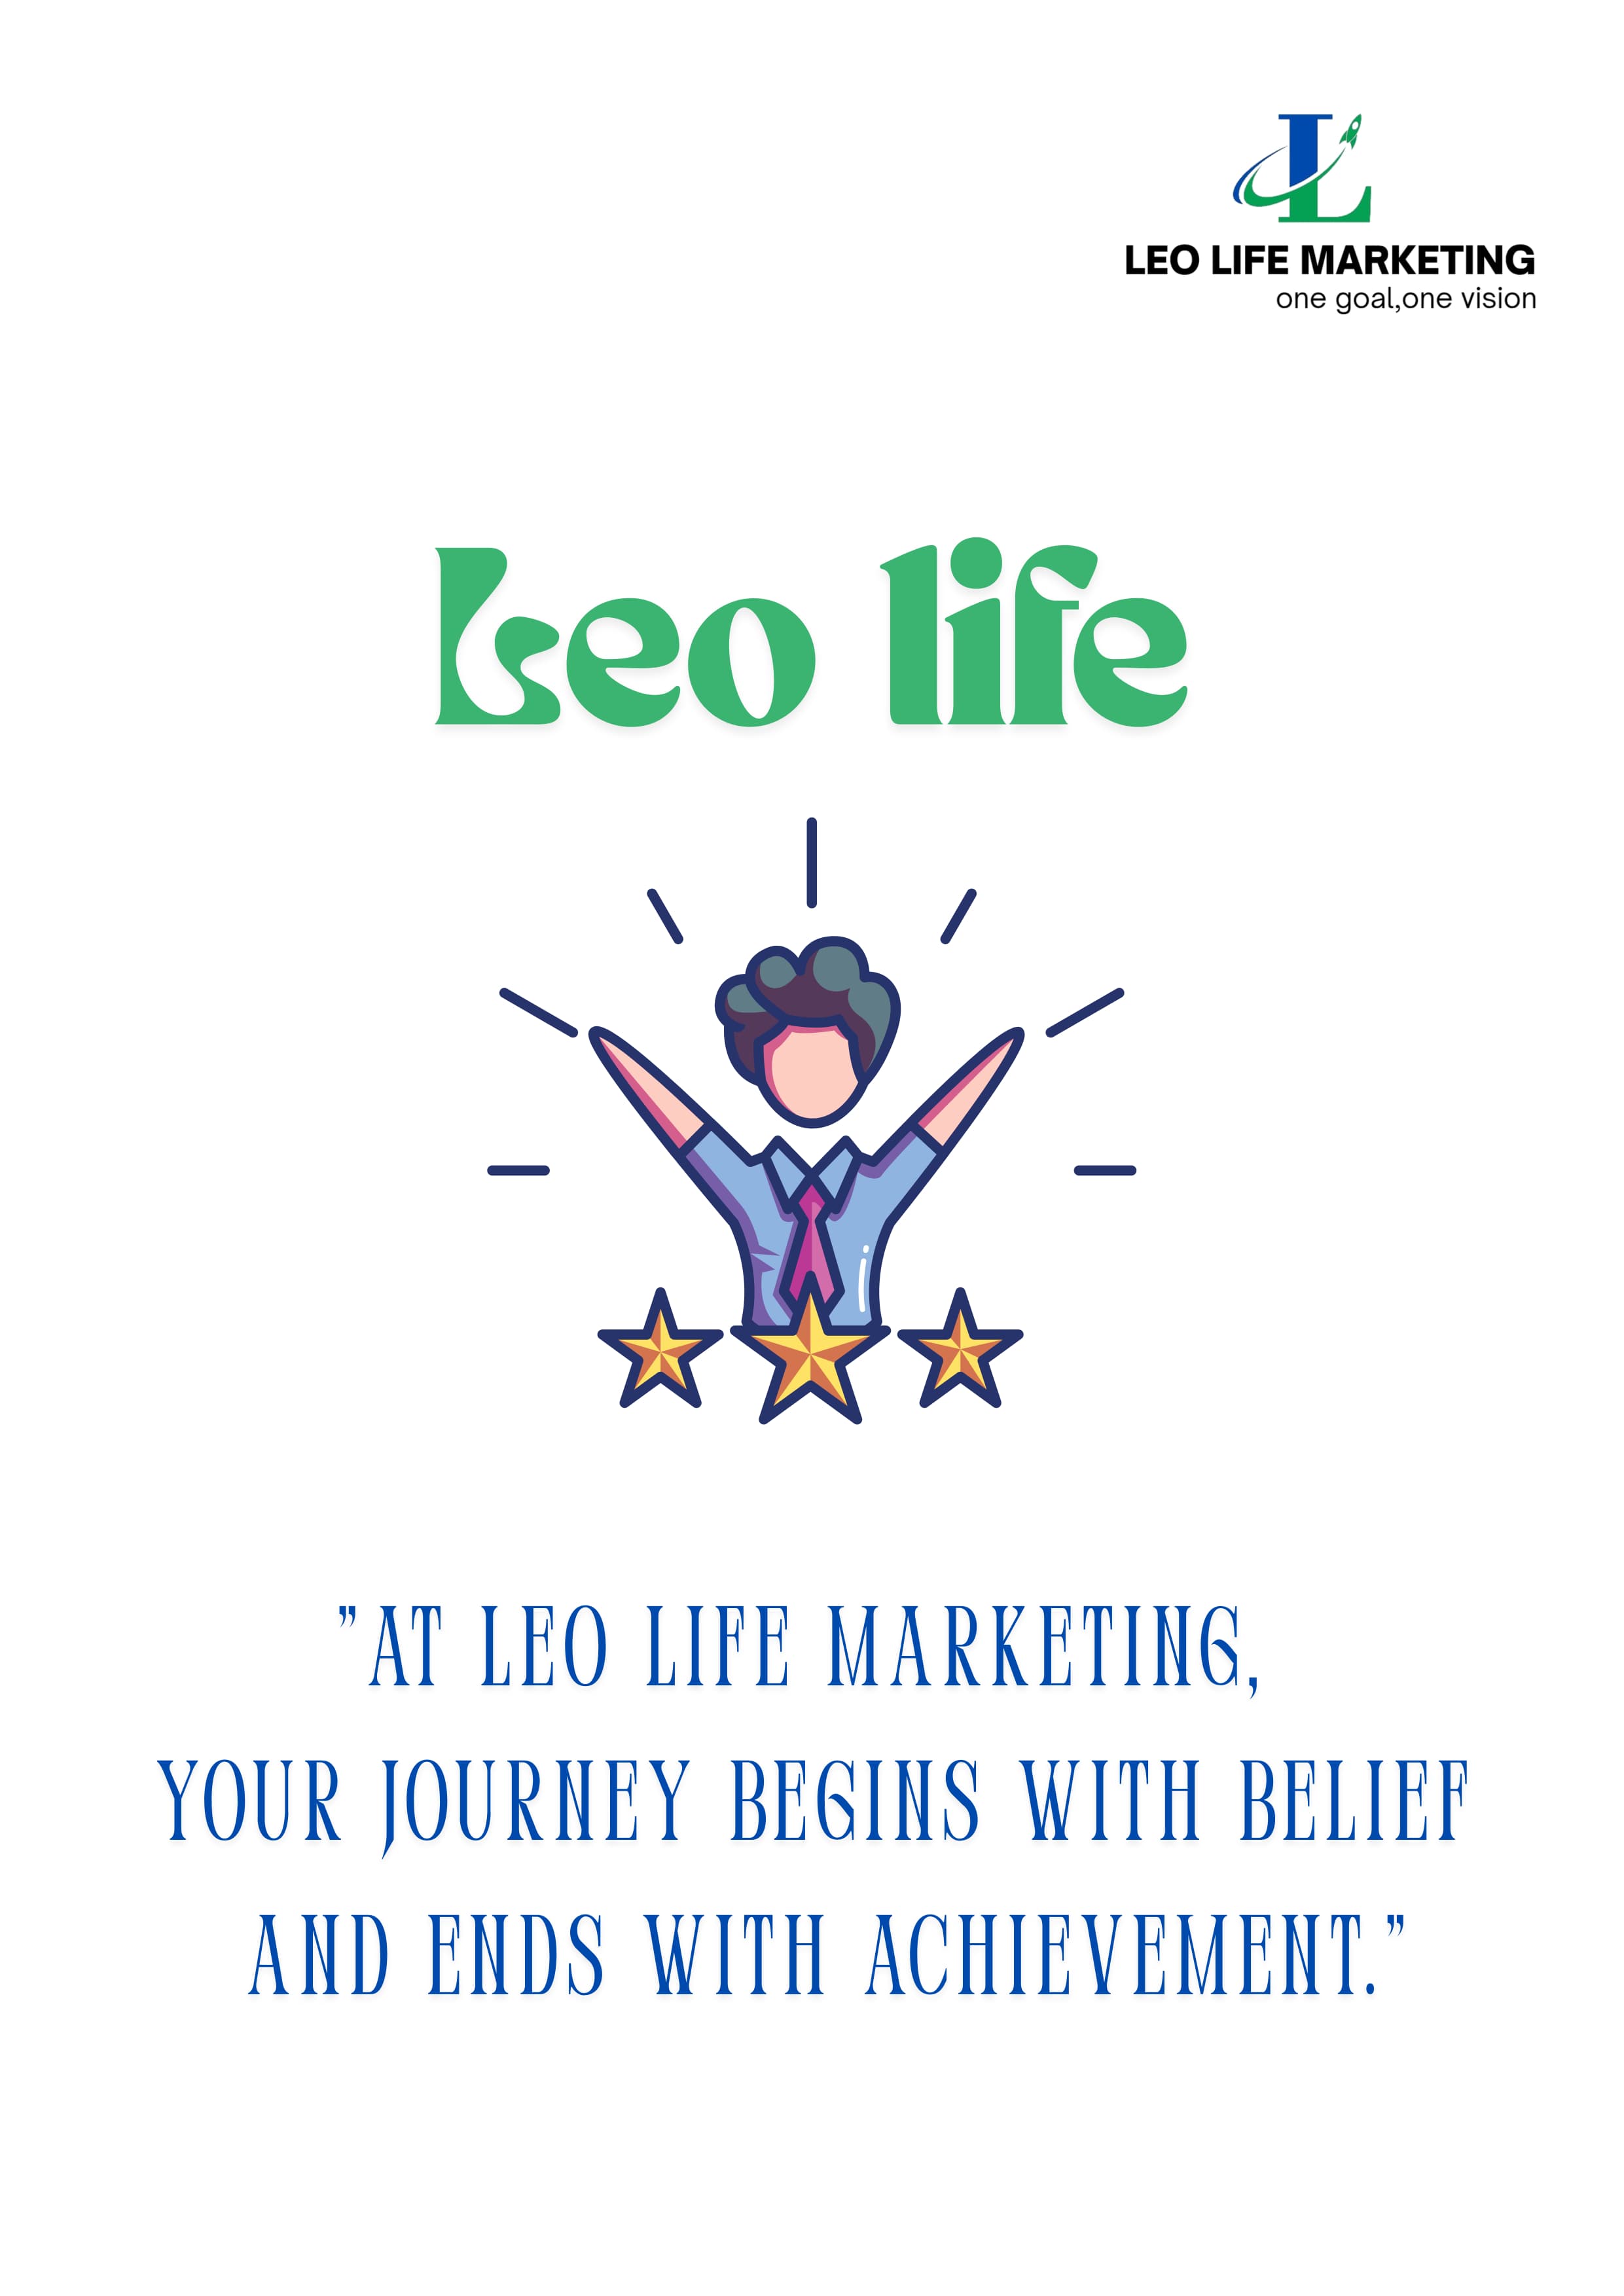 LEO LIFE MARKETING
one goal,one vision
Leo life
"AT LEO LIFE MARKETING,
YOUR JOURNEY BEGINS WITH BELIEF
AND ENDS WITH ACHIEVEMENT."